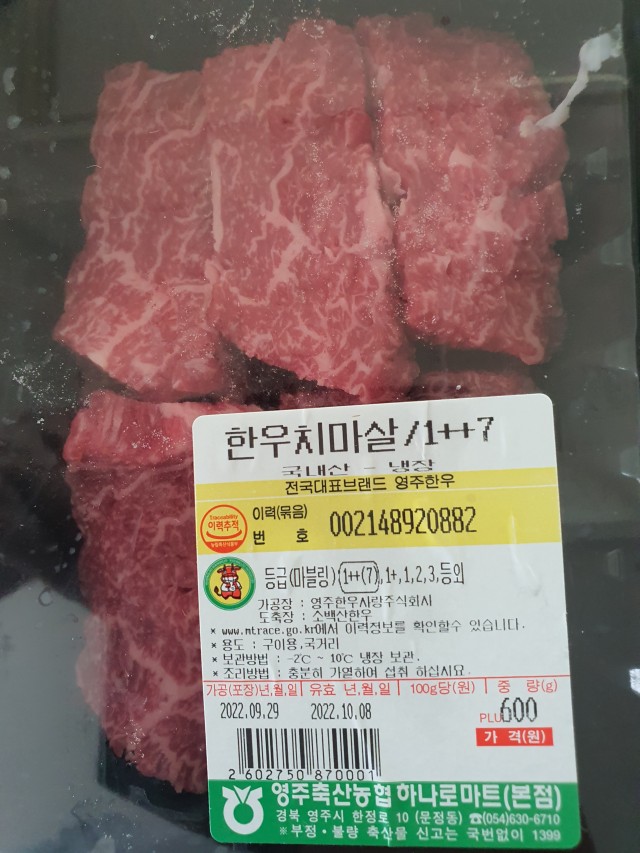 한우치마살/1++7
국내산 - 냉장
전국대표브랜드 영주한우
Traceability
이력추적
농림축산식품부
이력(묶음)
번 호 002148920882
등급(마블링) 1++(7), 1+, 1, 2, 3, 등외
가공장 : 영주한우사랑주식회사
도축장 : 소백산한우
* www.mtrace.go.kr에서 이력정보를 확인할수 있습니다.
* 용도 : 구이용,국거리
* 보관방법 : -2℃ ~ 10℃ 냉장 보관.
* 조리방법 : 충분히 가열하여 섭취 하십시요.
가공(포장)년,월,일 유효 년,월,일 100g당(원) 중 량(g)
2022.09.29 2022.10.08 PLU 600
가 격(원)
2 602750 870001
영주축산농협 하나로마트(본점)
경북 영주시 한정로 10 (문정동) ☎(054)630-6710
※ 부정·불량 축산물 신고는 국번없이 1399